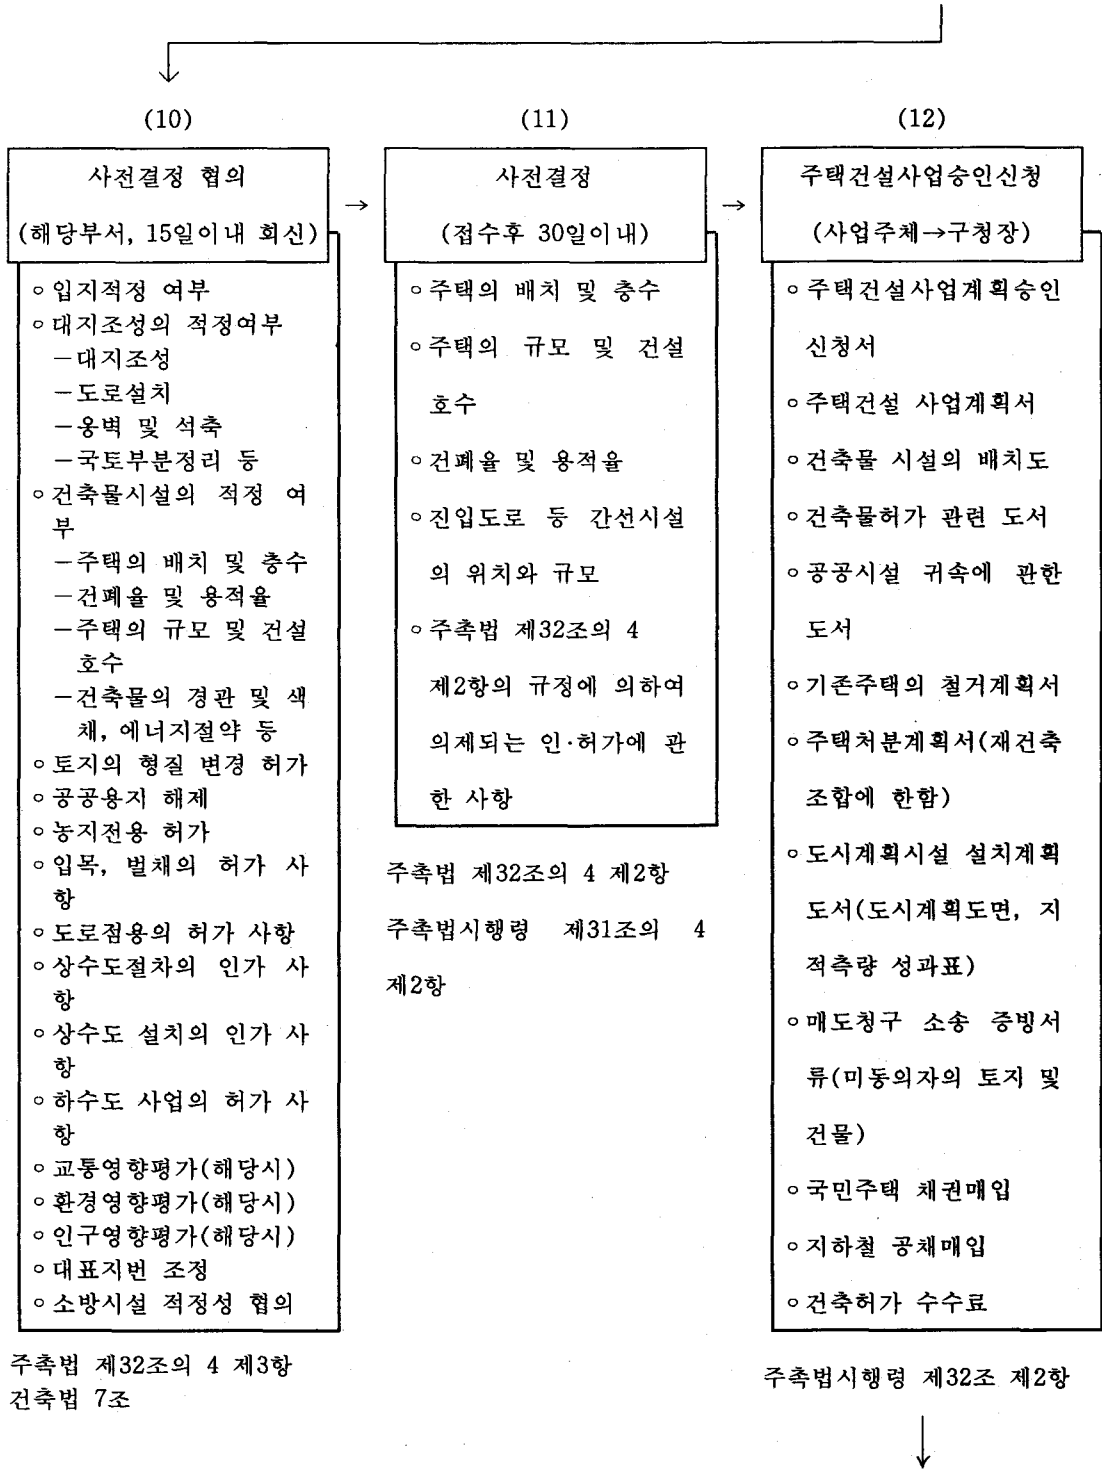 (10)
사전결정 협의
(해당부서, 15일이내 회신)
ㅇ입지적정 여부
ㅇ대지조성의 적정여부
－대지조성
－도로설치
－옹벽 및 석축
－국토부분정리 등
ㅇ건축물시설의 적정 여
부
－주택의 배치 및 층수
－건폐율 및 용적율
－주택의 규모 및 건설
호수
－건축물의 경관 및 색
채, 에너지절약 등
ㅇ토지의 형질 변경 허가
ㅇ공공용지 해제
ㅇ농지전용 허가
ㅇ입목, 벌채의 허가 사
항
ㅇ도로점용의 허가 사항
ㅇ상수도절차의 인가 사
항
ㅇ상수도 설치의 인가 사
항
ㅇ하수도 사업의 허가 사
항
ㅇ교통영향평가(해당시)
ㅇ환경영향평가(해당시)
ㅇ인구영향평가(해당시)
ㅇ대표지번 조정
ㅇ소방시설 적정성 협의
주촉법 제32조의 4 제3항
건축법 7조
→
(11)
사전결정
(접수후 30일이내)
ㅇ주택의 배치 및 층수
ㅇ주택의 규모 및 건설
호수
ㅇ건폐율 및 용적율
ㅇ진입도로 등 간선시설
의 위치와 규모
ㅇ주촉법 제32조의 4
제2항의 규정에 의하여
의제되는 인·허가에 관
한 사항
주촉법 제32조의 4 제2항
주촉법시행령 제31조의 4
제2항
→
(12)
주택건설사업승인신청
(사업주체→구청장)
ㅇ주택건설사업계획승인
신청서
ㅇ주택건설 사업계획서
ㅇ건축물 시설의 배치도
ㅇ건축물허가 관련 도서
ㅇ공공시설 귀속에 관한
도서
ㅇ기존주택의 철거계획서
ㅇ주택처분계획서(재건축
조합에 한함)
ㅇ도시계획시설 설치계획
도서(도시계획도면, 지
적측량 성과표)
ㅇ매도청구 소송 증빙서
류(미동의자의 토지 및
건물)
ㅇ국민주택 채권매입
ㅇ지하철 공채매입
ㅇ건축허가 수수료
주촉법시행령 제32조 제2항